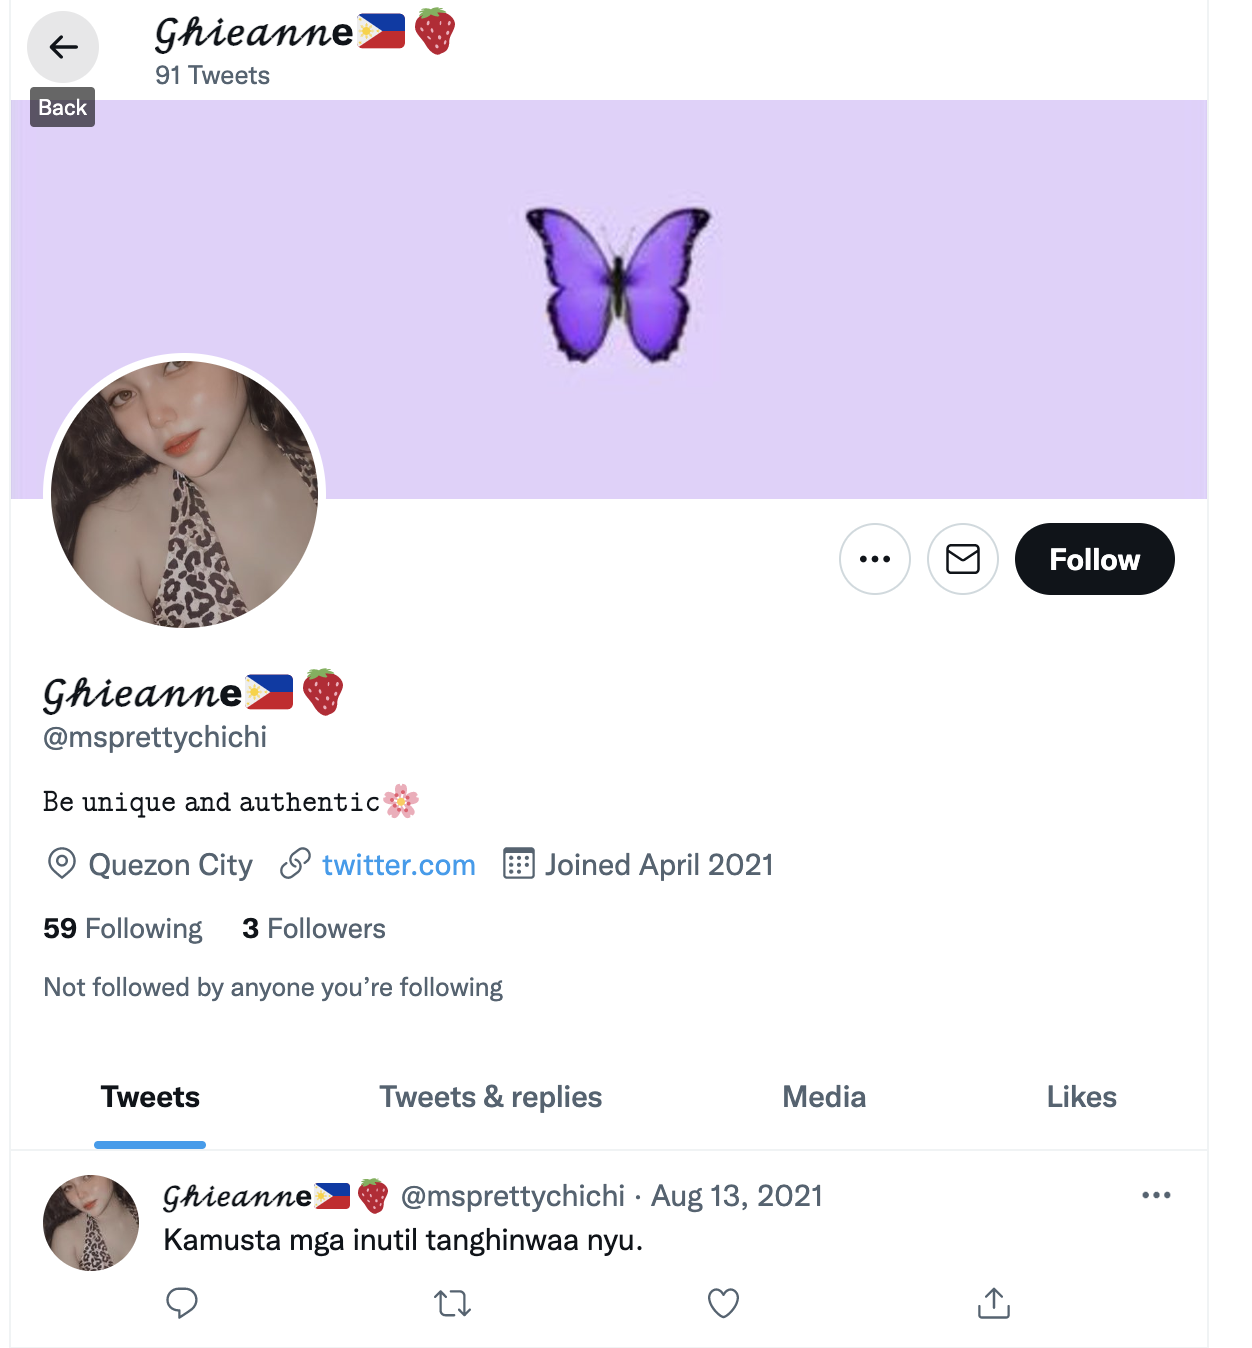 𝓖𝓱𝓲𝓮𝓪𝓷𝓷e🇵🇭🍓
91 Tweets
Back
Follow
𝓖𝓱𝓲𝓮𝓪𝓷𝓷e🇵🇭🍓
@msprettychichi
𝙱𝚎 𝚞𝚗𝚒𝚚𝚞𝚎 𝚊𝚗𝚍 𝚊𝚞𝚝𝚑𝚎𝚗𝚝𝚒𝚌🌸
Quezon City twitter.com Joined April 2021
59 Following 3 Followers
Not followed by anyone you’re following
Tweets Tweets & replies Media Likes
𝓖𝓱𝓲𝓮𝓪𝓷𝓷e🇵🇭🍓 @msprettychichi · Aug 13, 2021
Kamusta mga inutil tanghinwaa nyu.